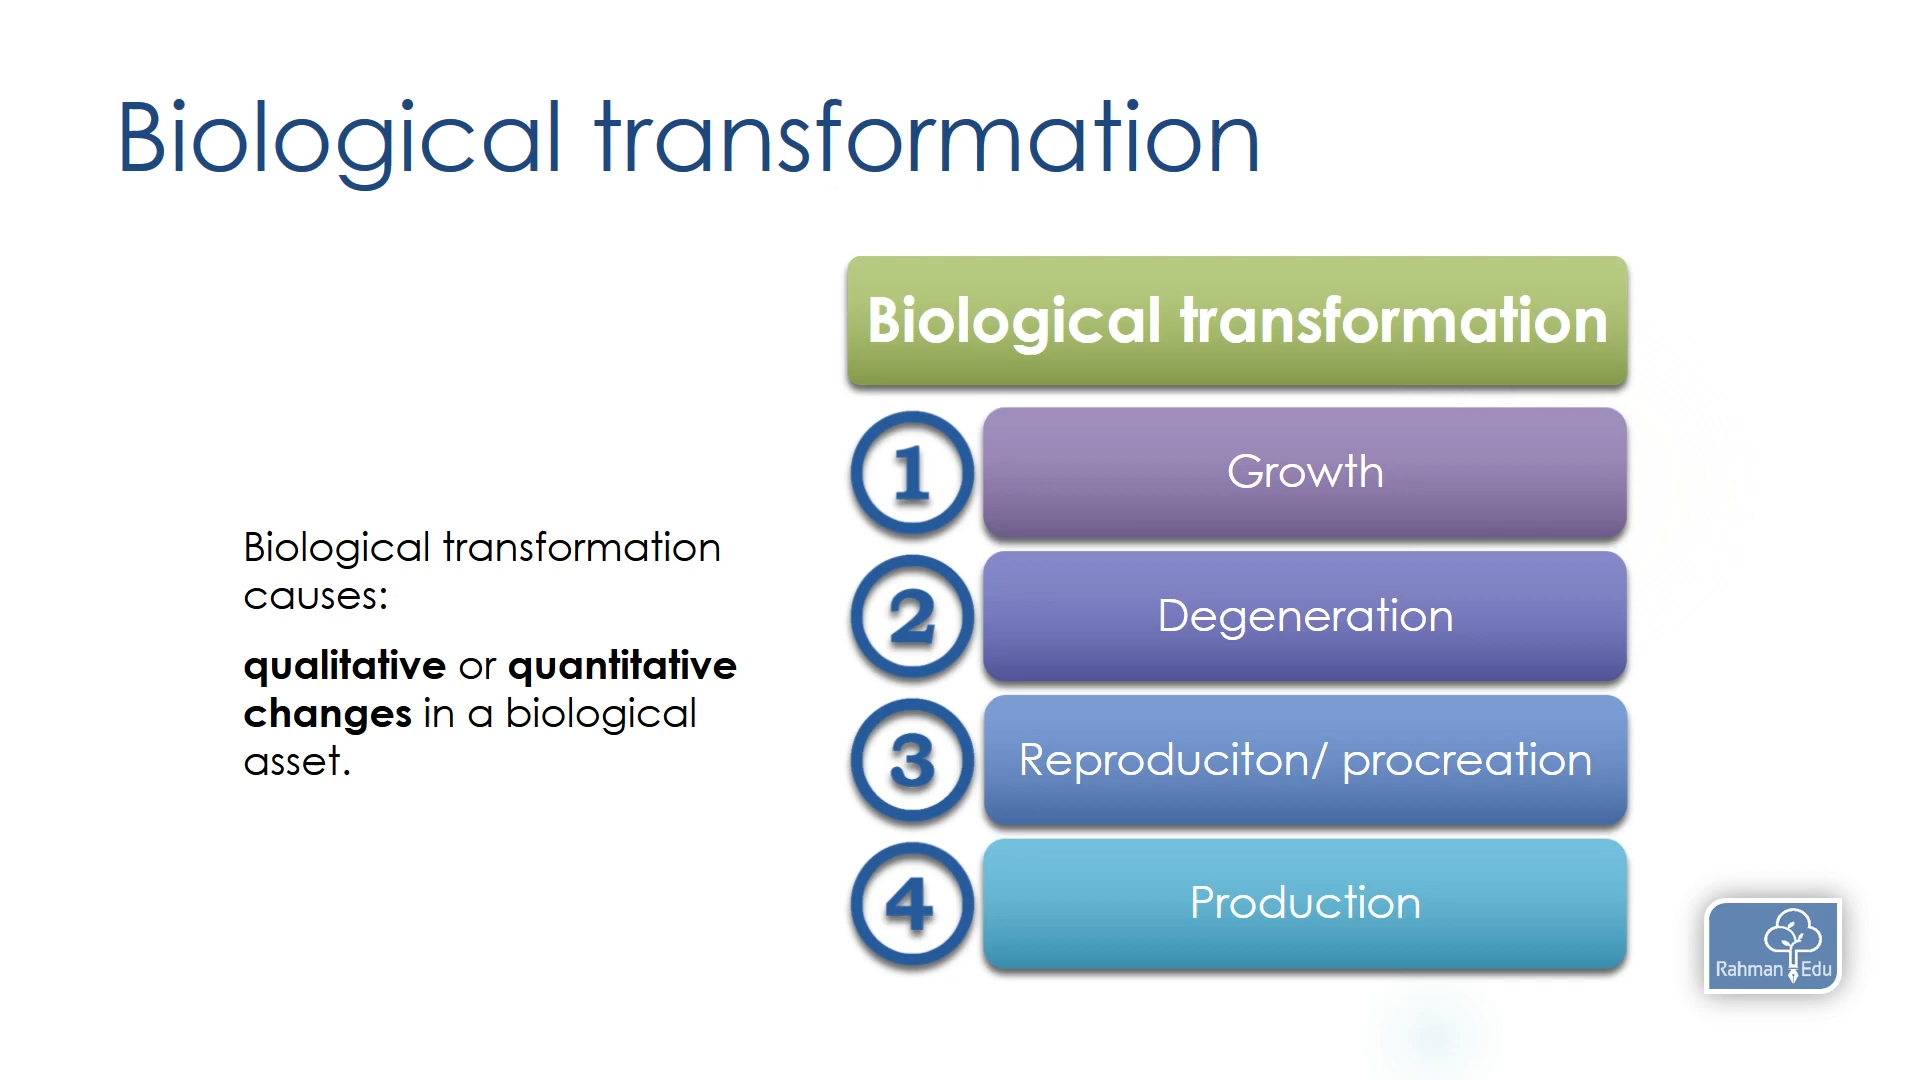 Biological transformation
Biological transformation
causes:
qualitative or quantitative
changes in a biological
asset.
Biological transformation
1
Growth
2
Degeneration
3
Reproduciton/ procreation
4
Production
Rahman Edu